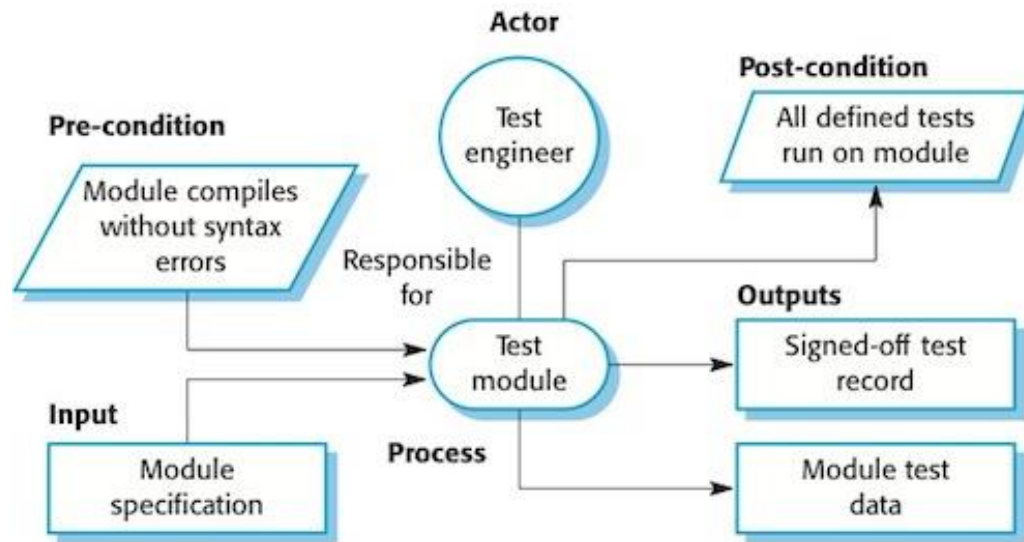 Actor
Test
engineer
Post-condition
All defined tests
run on module
Pre-condition
Module compiles
without syntax
errors
Responsible
for
Test
module
Outputs
Signed-off test
record
Input
Module
specification
Process
Module test
data